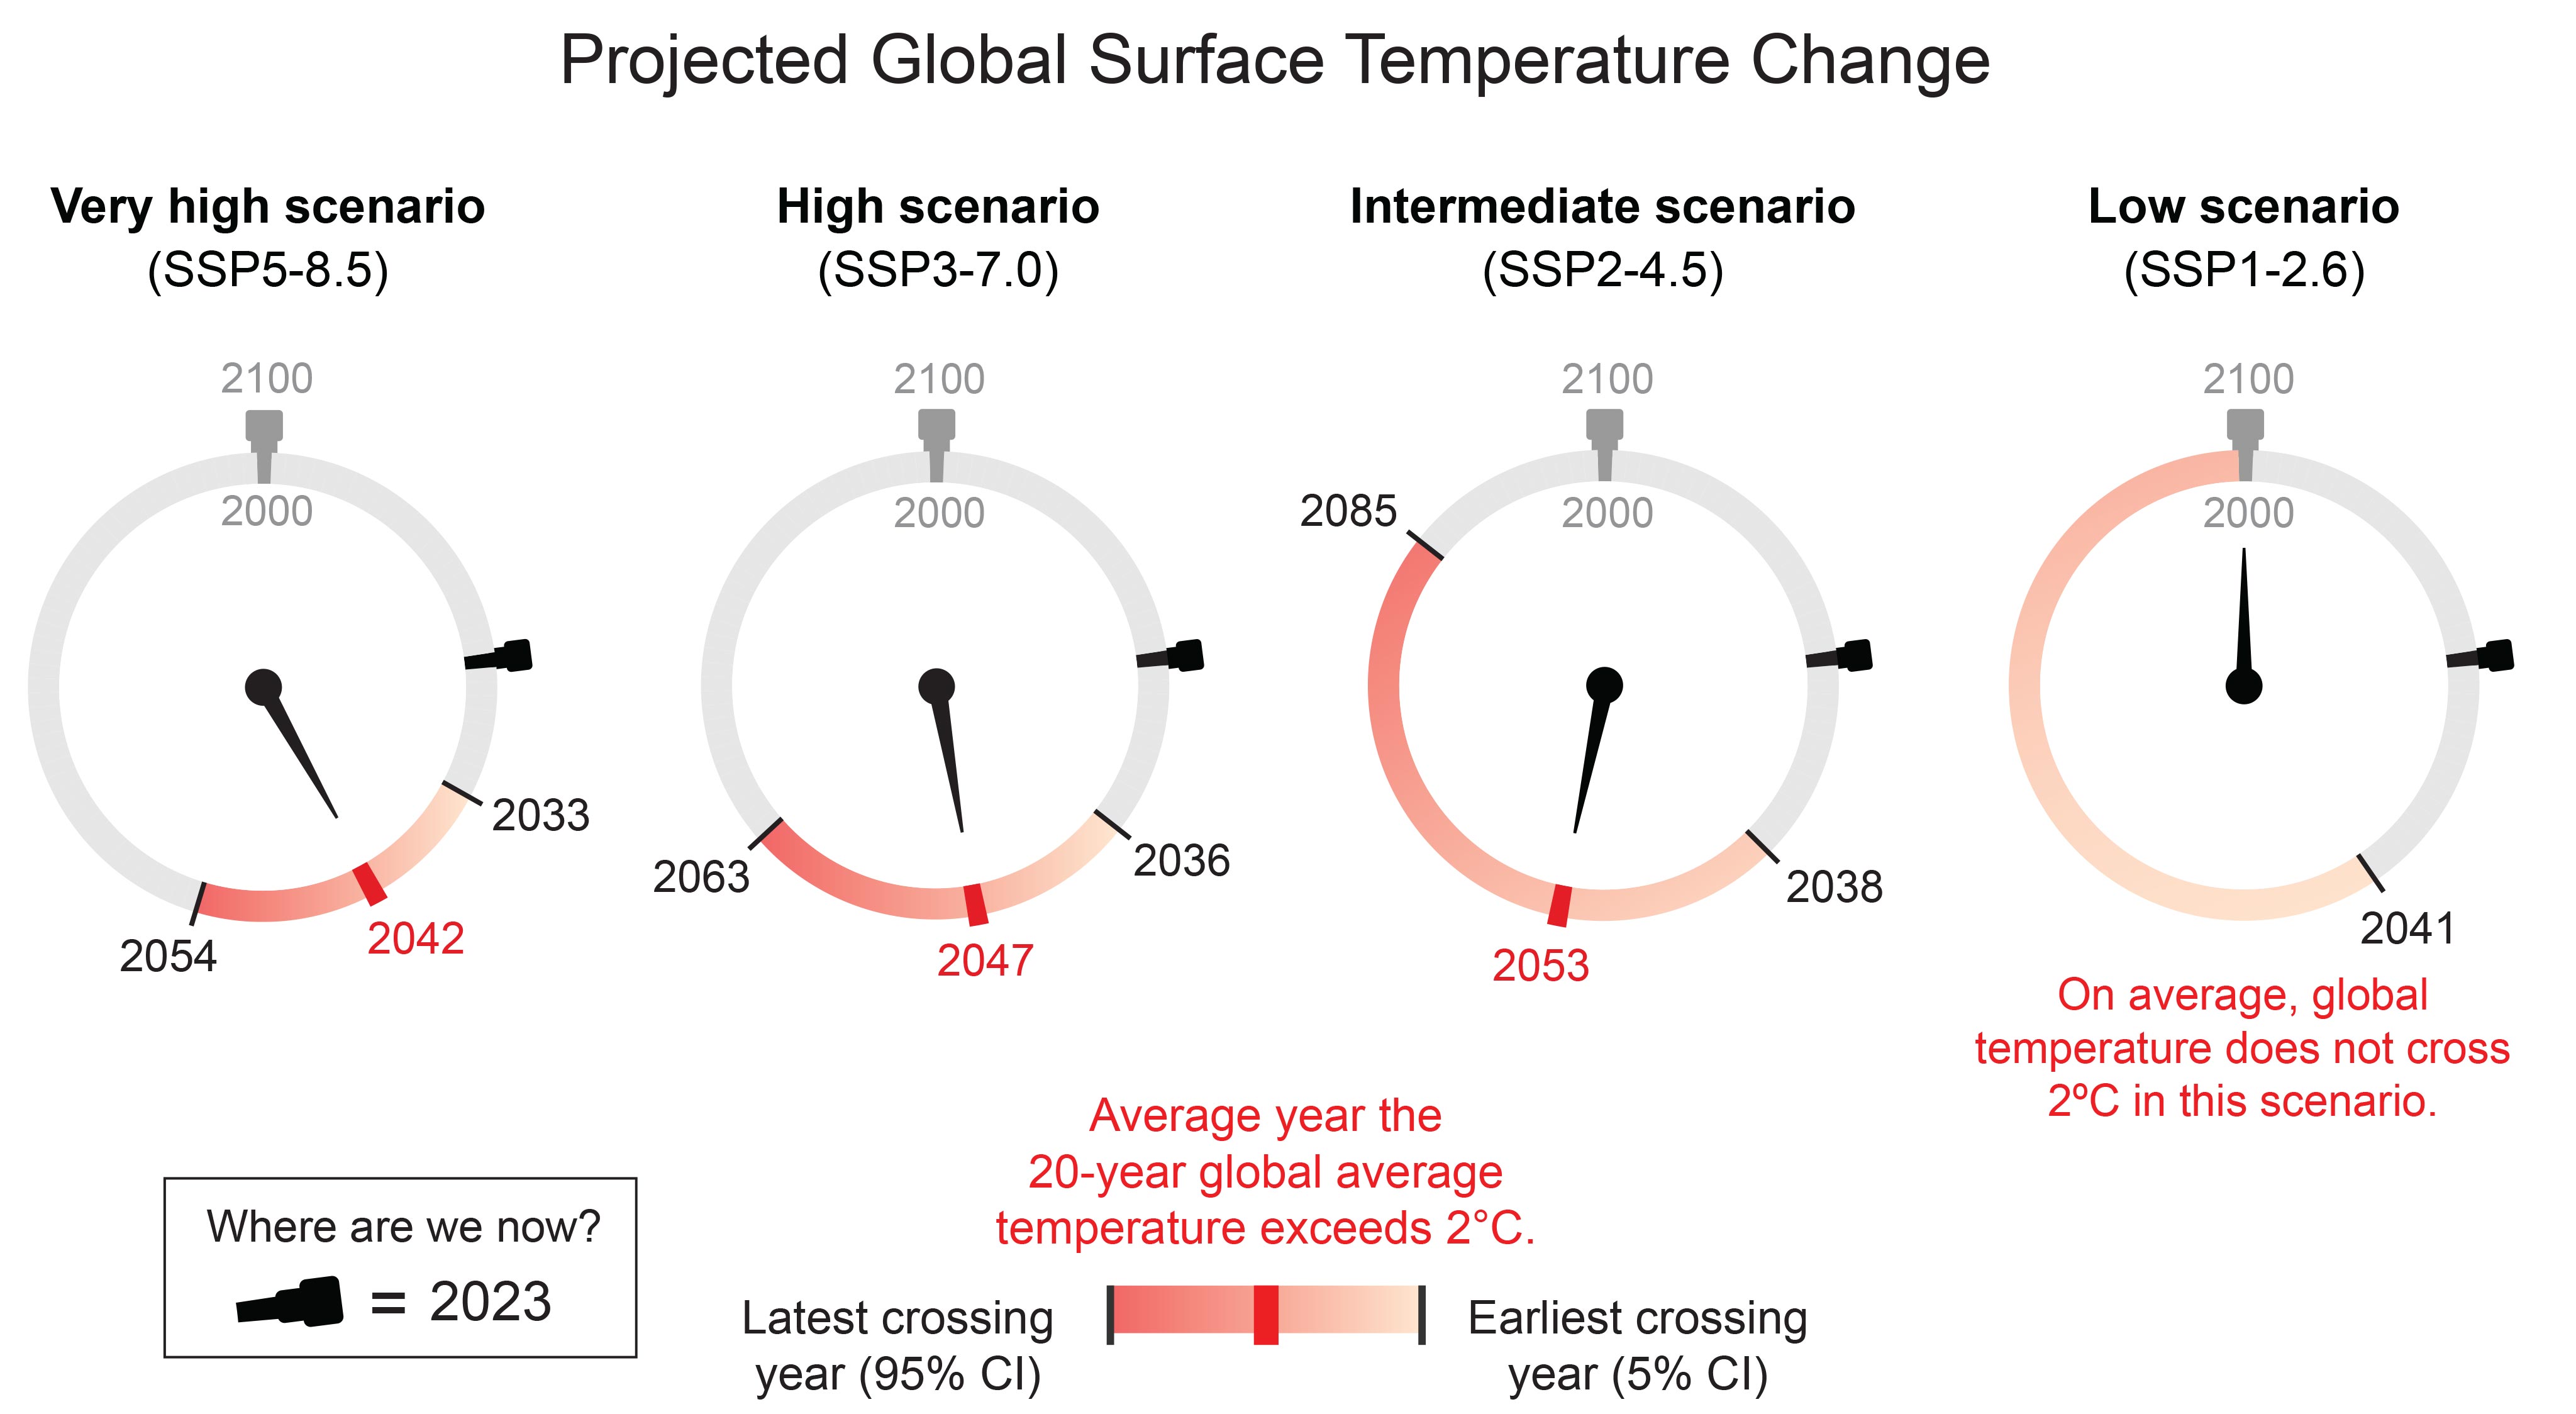 Projected Global Surface Temperature Change
Very high scenario
(SSP5-8.5)
2100
2000
2033
2042
2054
High scenario
(SSP3-7.0)
2100
2000
2036
2047
2063
Intermediate scenario
(SSP2-4.5)
2100
2000
2038
2053
2085
Low scenario
(SSP1-2.6)
2100
2000
2041
On average, global
temperature does not cross
2ºC in this scenario.
Where are we now?
= 2023
Average year the
20-year global average
temperature exceeds 2°C.
Latest crossing
year (95% CI)
Earliest crossing
year (5% CI)